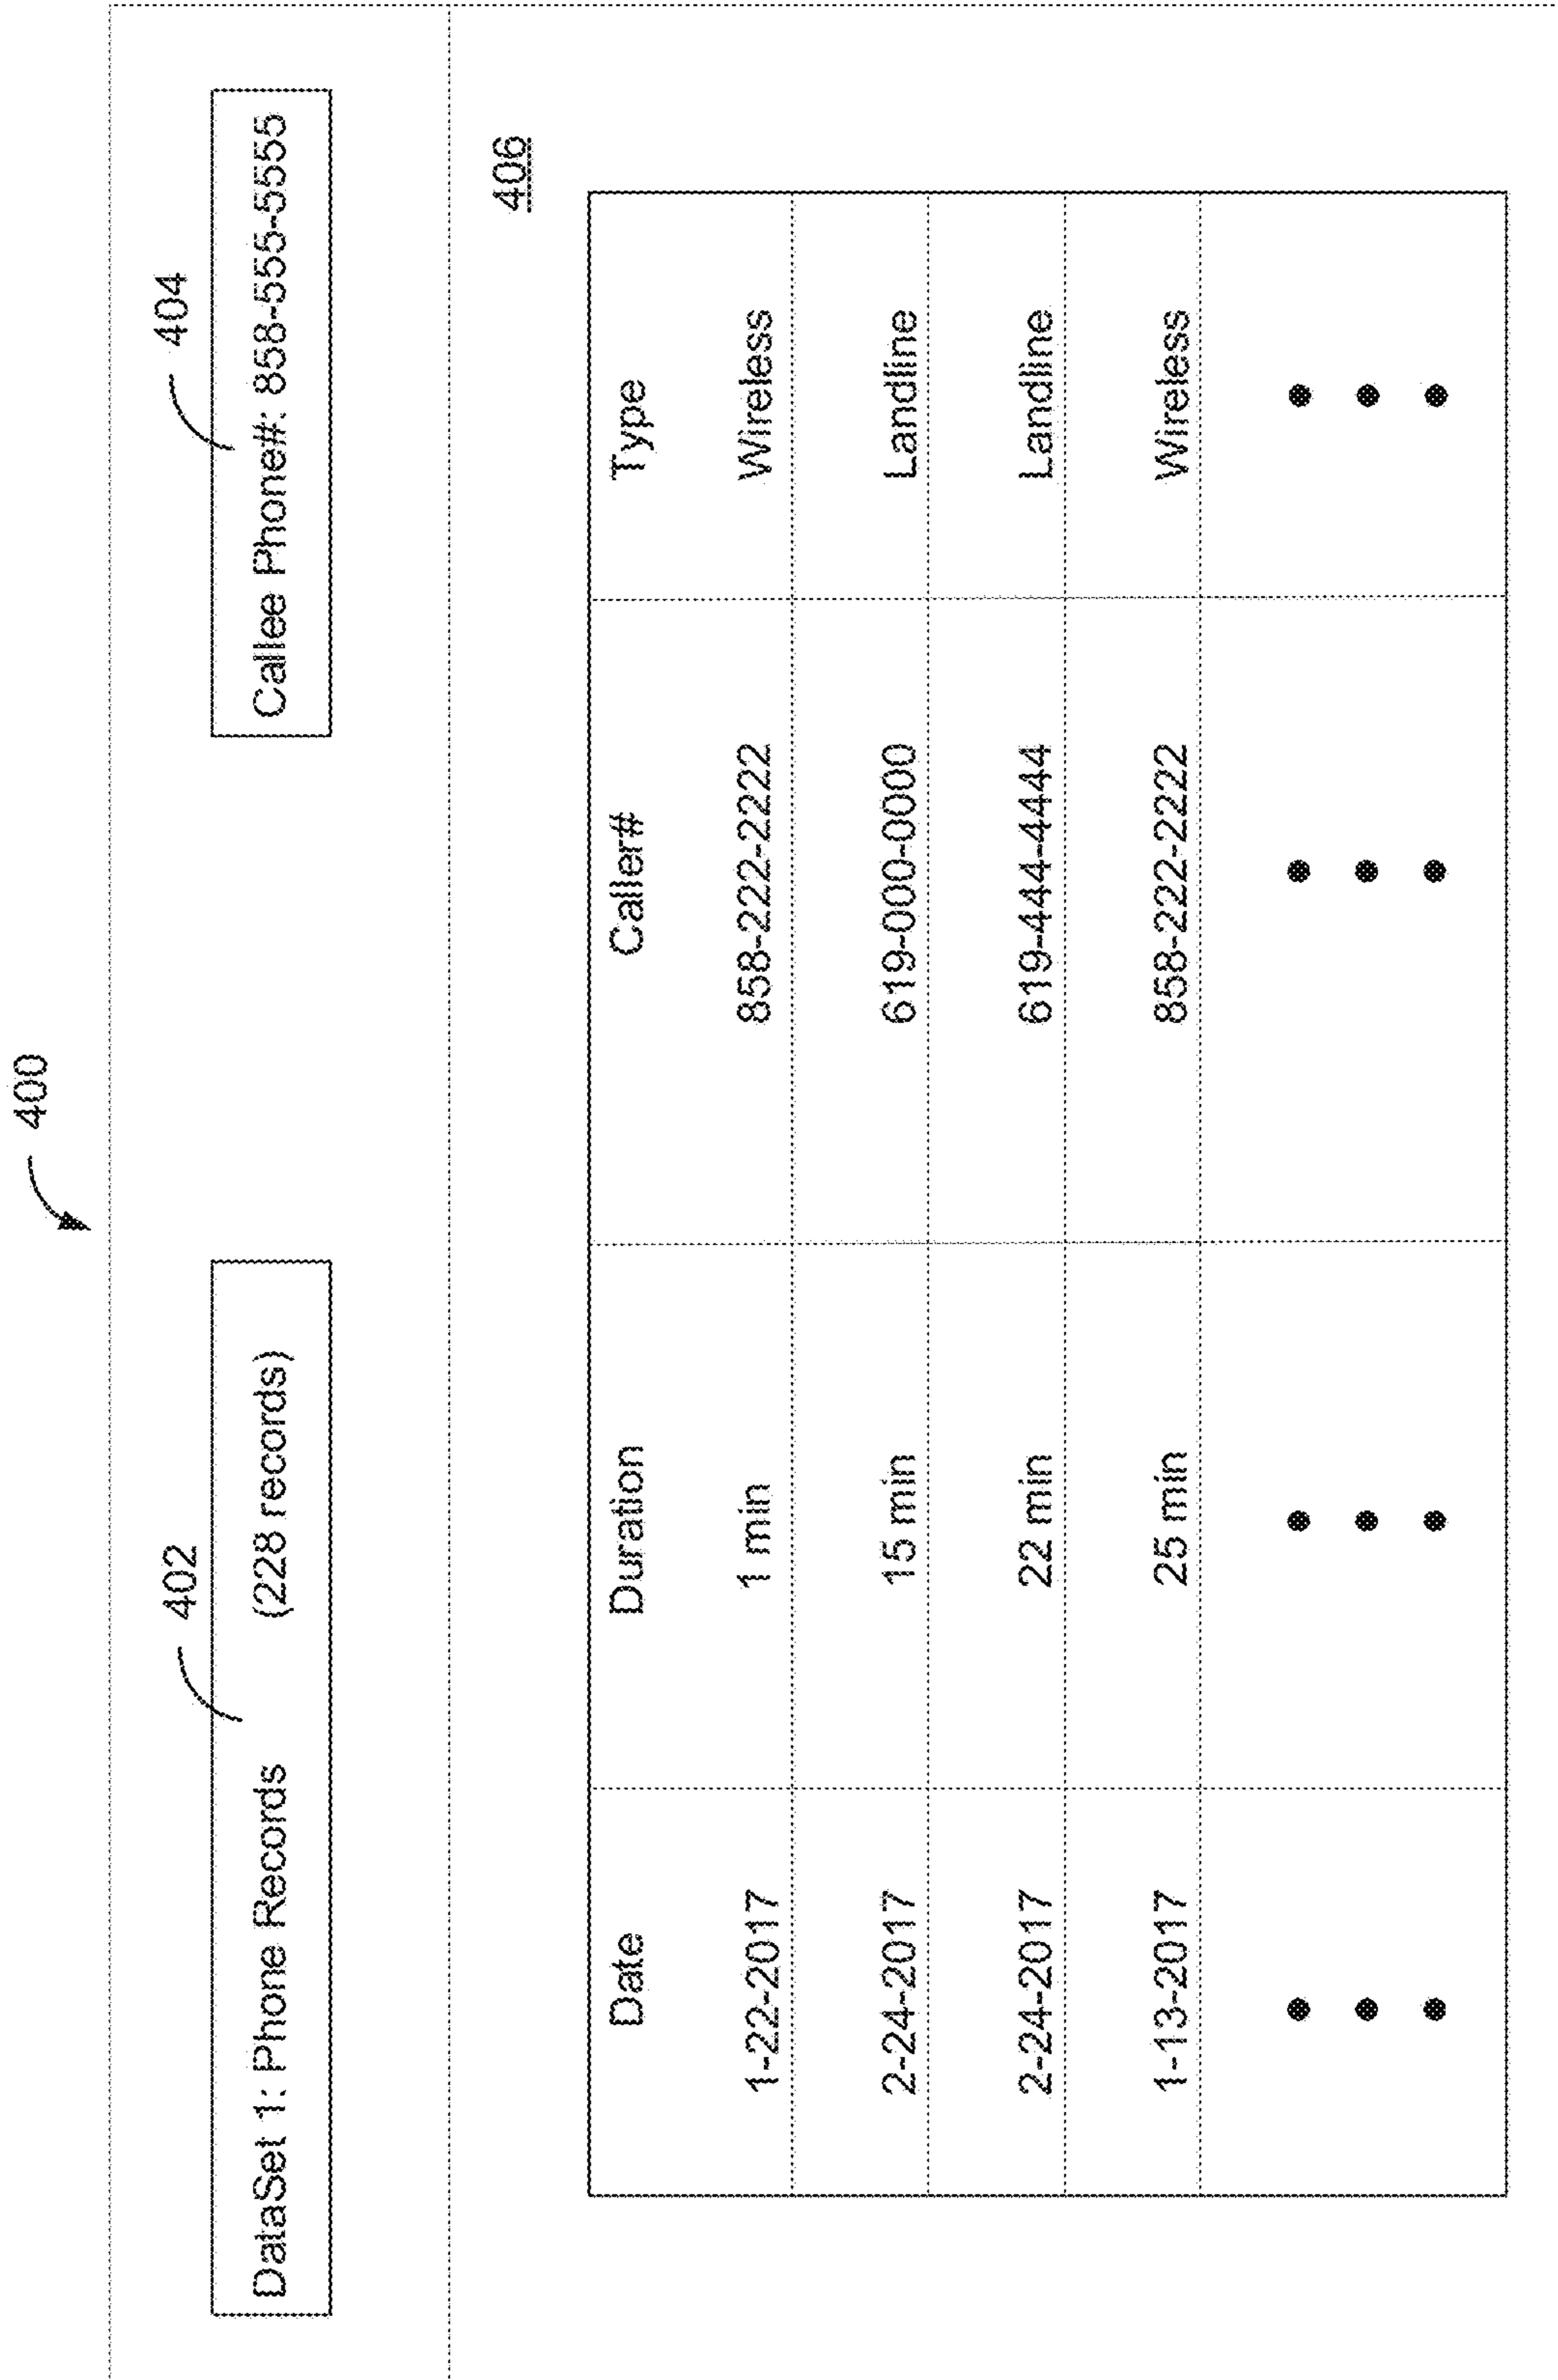 400
402
404
DataSet 1: Phone Records (228 records)
Callee Phone#: 858-555-5555
406
Date Duration Caller# Type
1-22-2017 1 min 858-222-2222 Wireless
2-24-2017 15 min 619-000-0000 Landline
2-24-2017 22 min 619-444-4444 Landline
1-13-2017 25 min 858-222-2222 Wireless